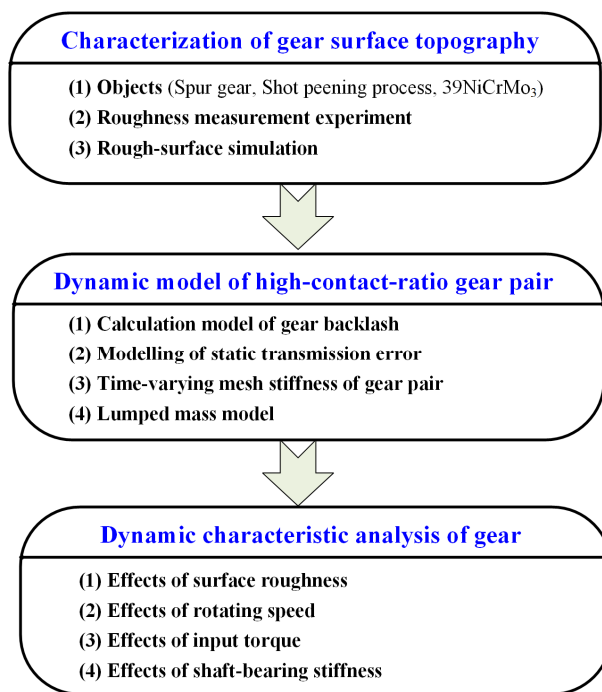 Characterization of gear surface topography
(1) Objects (Spur gear, Shot peening process, 39NiCrMo₃)
(2) Roughness measurement experiment
(3) Rough-surface simulation
Dynamic model of high-contact-ratio gear pair
(1) Calculation model of gear backlash
(2) Modelling of static transmission error
(3) Time-varying mesh stiffness of gear pair
(4) Lumped mass model
Dynamic characteristic analysis of gear
(1) Effects of surface roughness
(2) Effects of rotating speed
(3) Effects of input torque
(4) Effects of shaft-bearing stiffness